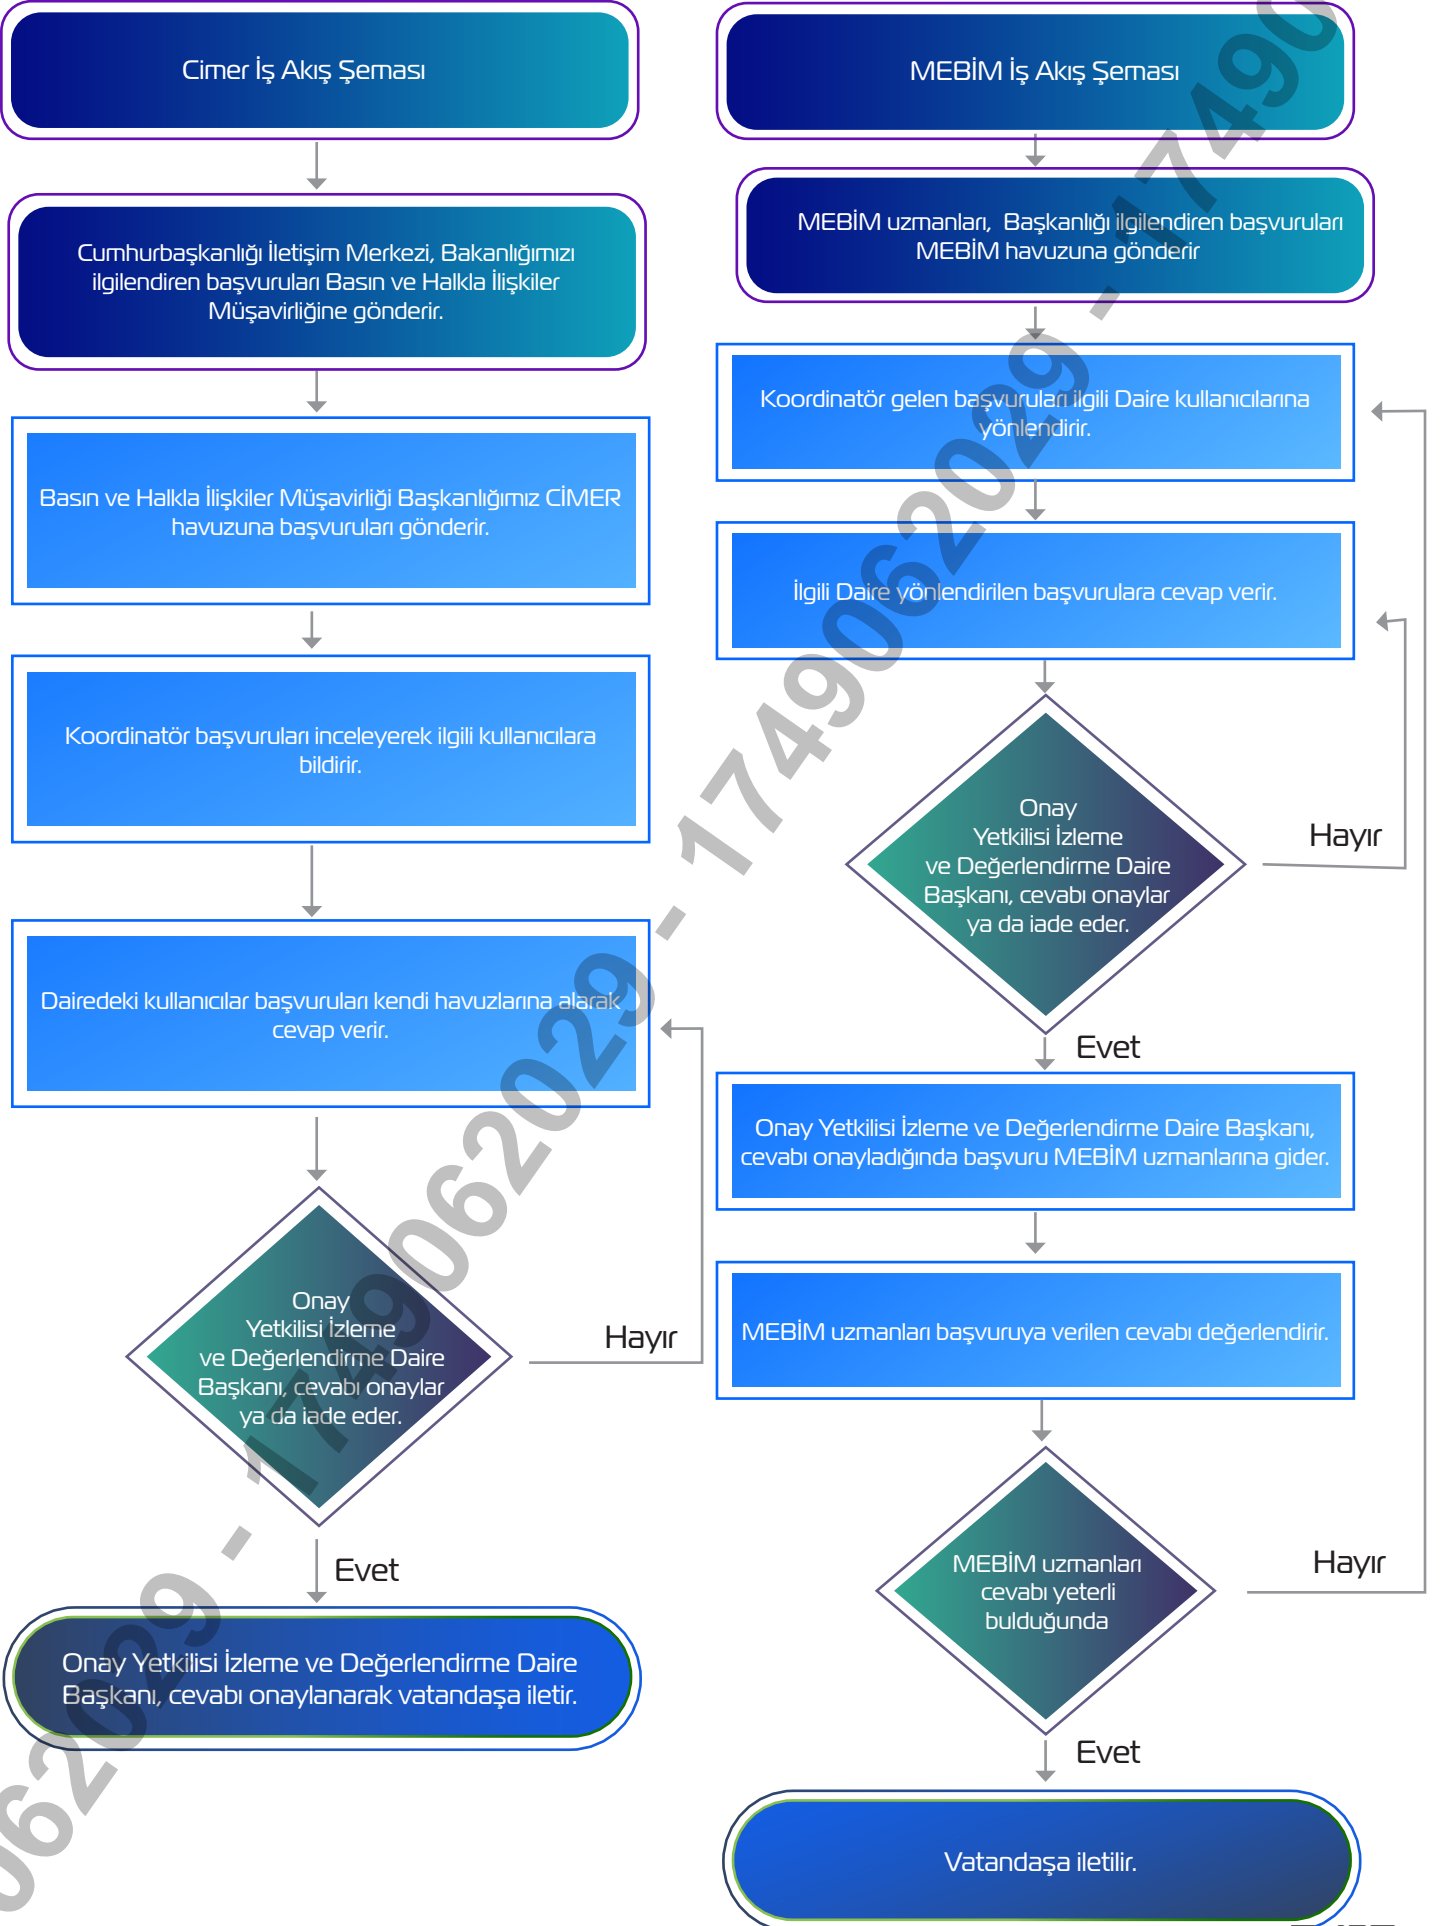 Cimer İş Akış Şeması
Cumhurbaşkanlığı İletişim Merkezi, Bakanlığımızı
ilgilendiren başvuruları Basın ve Halkla İlişkiler
Müşavirliğine gönderir.
Basın ve Halkla İlişkiler Müşavirliği Başkanlığımız CİMER
havuzuna başvuruları gönderir.
Koordinatör başvuruları inceleyerek ilgili kullanıcılara
bildirir.
Dairedeki kullanıcılar başvuruları kendi havuzlarına alarak
cevap verir.
Onay
Yetkilisi İzleme
ve Değerlendirme Daire
Başkanı, cevabı onaylar
ya da iade eder.
Hayır
Evet
Onay Yetkilisi İzleme ve Değerlendirme Daire
Başkanı, cevabı onaylanarak vatandaşa iletir.
MEBİM İş Akış Şeması
MEBİM uzmanları, Başkanlığı ilgilendiren başvuruları
MEBİM havuzuna gönderir
Koordinatör gelen başvuruları ilgili Daire kullanıcılarına
yönlendirir.
İlgili Daire yönlendirilen başvurulara cevap verir.
Onay
Yetkilisi İzleme
ve Değerlendirme Daire
Başkanı, cevabı onaylar
ya da iade eder.
Hayır
Evet
Onay Yetkilisi İzleme ve Değerlendirme Daire Başkanı,
cevabı onayladığında başvuru MEBİM uzmanlarına gider.
MEBİM uzmanları başvuruya verilen cevabı değerlendirir.
MEBİM uzmanları
cevabı yeterli
bulduğunda
Hayır
Evet
Vatandaşa iletilir.
062029 - 1749062029 - 1749062029 - 17490